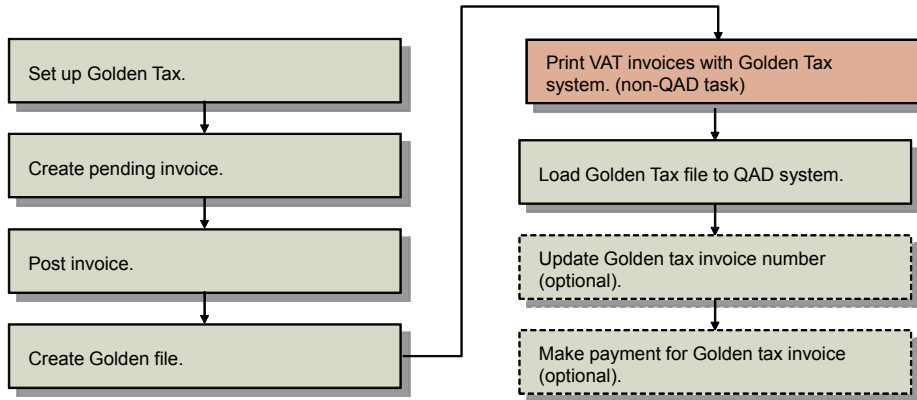 Set up Golden Tax.
Create pending invoice.
Post invoice.
Create Golden file.
Print VAT invoices with Golden Tax
system. (non-QAD task)
Load Golden Tax file to QAD system.
Update Golden tax invoice number
(optional).
Make payment for Golden tax invoice
(optional).